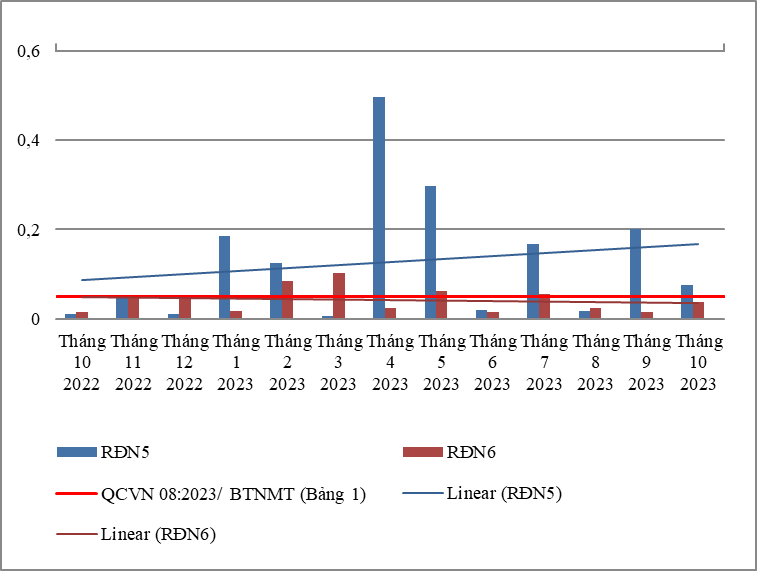 0,6
0,4
0,2
0
Tháng 10 2022
Tháng 11 2022
Tháng 12 2022
Tháng 1 2023
Tháng 2 2023
Tháng 3 2023
Tháng 4 2023
Tháng 5 2023
Tháng 6 2023
Tháng 7 2023
Tháng 8 2023
Tháng 9 2023
Tháng 10 2023
RĐN5
RĐN6
QCVN 08:2023/ BTNMT (Bảng 1)
Linear (RĐN5)
Linear (RĐN6)